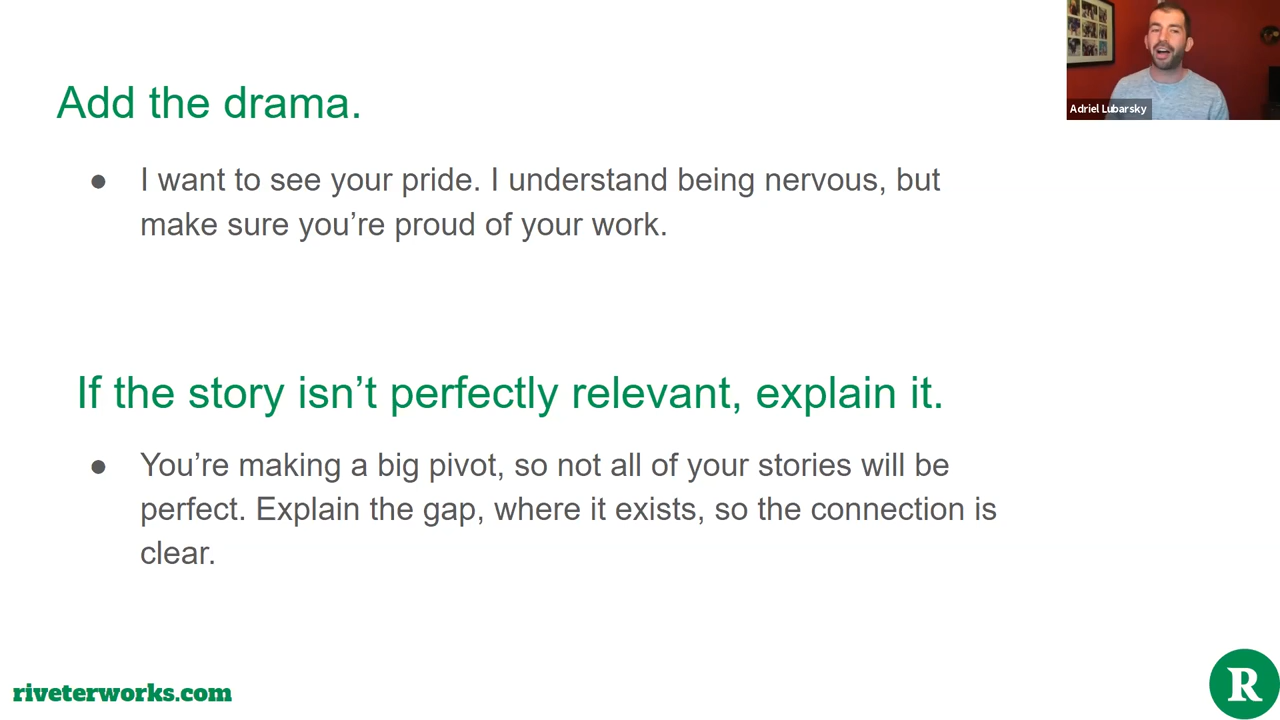 Adriel Lubarsky
Add the drama.
● I want to see your pride. I understand being nervous, but
make sure you’re proud of your work.
If the story isn’t perfectly relevant, explain it.
● You’re making a big pivot, so not all of your stories will be
perfect. Explain the gap, where it exists, so the connection is
clear.
riveterworks.com
R